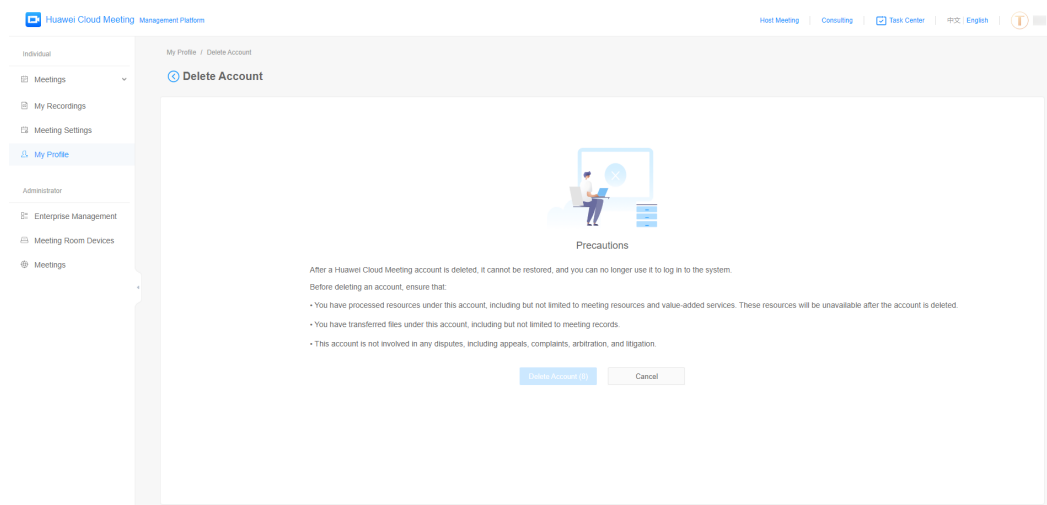 Huawei Cloud Meeting Management Platform
Host Meeting
Consulting
Task Center
中文 | English
Individual
Meetings
My Recordings
Meeting Settings
My Profile
Administrator
Enterprise Management
Meeting Room Devices
Meetings
My Profile / Delete Account
Delete Account
Precautions
After a Huawei Cloud Meeting account is deleted, it cannot be restored, and you can no longer use it to log in to the system.
Before deleting an account, ensure that:
• You have processed resources under this account, including but not limited to meeting resources and value-added services. These resources will be unavailable after the account is deleted.
• You have transferred files under this account, including but not limited to meeting records.
• This account is not involved in any disputes, including appeals, complaints, arbitration, and litigation.
Delete Account
Cancel